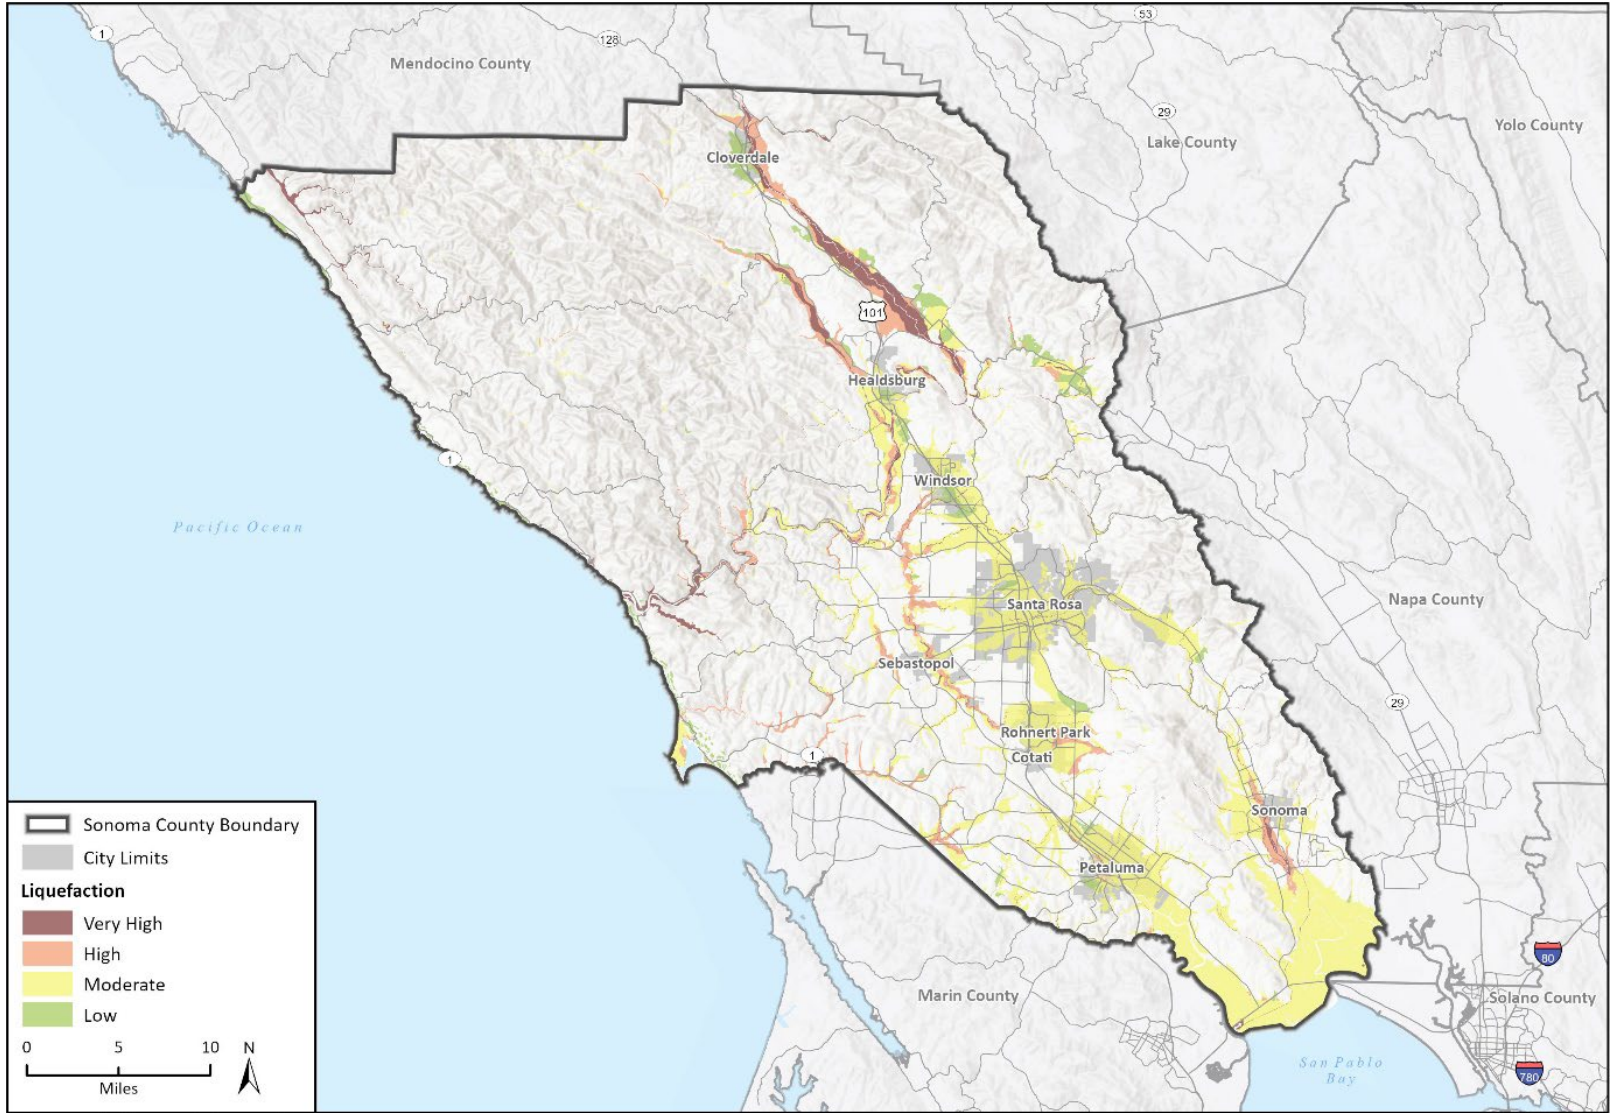 1
53
128
Mendocino County
29
Lake County
Yolo County
Cloverdale
101
Healdsburg
1
Windsor
Pacific Ocean
Napa County
Santa Rosa
Sebastopol
29
Rohnert Park
1
Cotati
Sonoma
Petaluma
80
Marin County
Solano County
San Pablo
Bay
780
Sonoma County Boundary
City Limits
Liquefaction
Very High
High
Moderate
Low
0 5 10 N
Miles